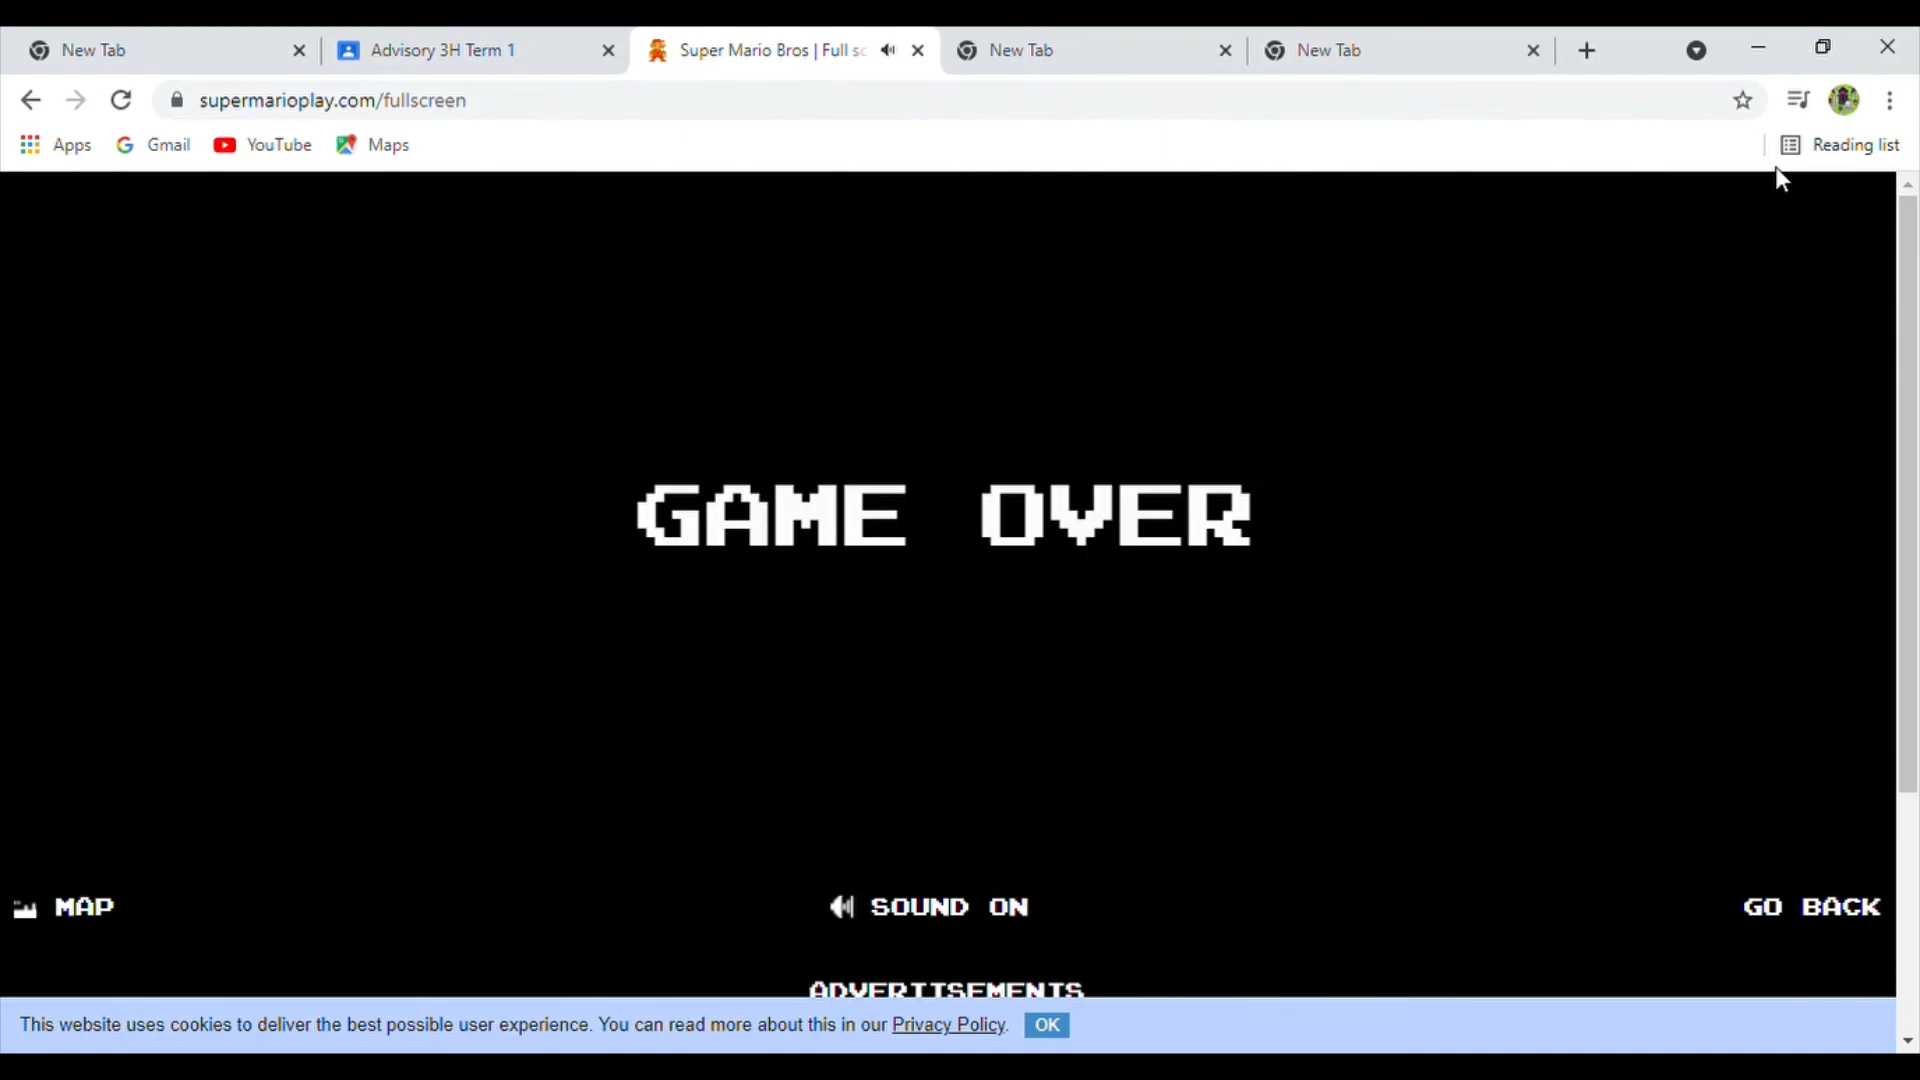 New Tab
Advisory 3H Term 1
Super Mario Bros | Full sc
New Tab
New Tab
supermarioplay.com/fullscreen
Apps
Gmail
YouTube
Maps
Reading list
GAME OVER
MAP
SOUND ON
GO BACK
ADVERTISEMENTS
This website uses cookies to deliver the best possible user experience. You can read more about this in our Privacy Policy. OK